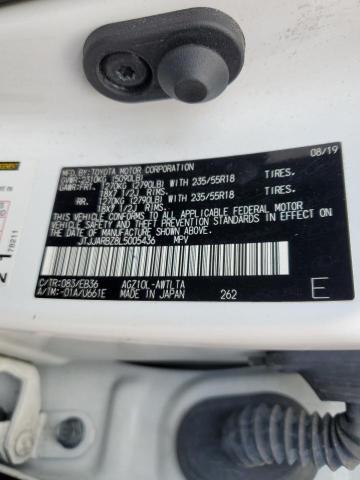 MFD. BY: TOYOTA MOTOR CORPORATION 08/19
GVWR: 2310KG (5090LB)
GAWR: FRT. 1270KG (2790LB) WITH 235/55R18 TIRES,
18X7 1/2J RIMS.
RR. 1270KG (2790LB) WITH 235/55R18 TIRES,
18X7 1/2J RIMS.
THIS VEHICLE CONFORMS TO ALL APPLICABLE
FEDERAL MOTOR VEHICLE SAFETY, BUMPER, AND
THEFT PREVENTION STANDARDS IN EFFECT ON
THE DATE OF MANUFACTURE SHOWN ABOVE.
JTJJARBZ8L5005436 MPV
C/TR: 083/EB36 AGZ10L-AWTLTA
A/TM: -01A/U661E MADE IN JAPAN 262 E
21
178211